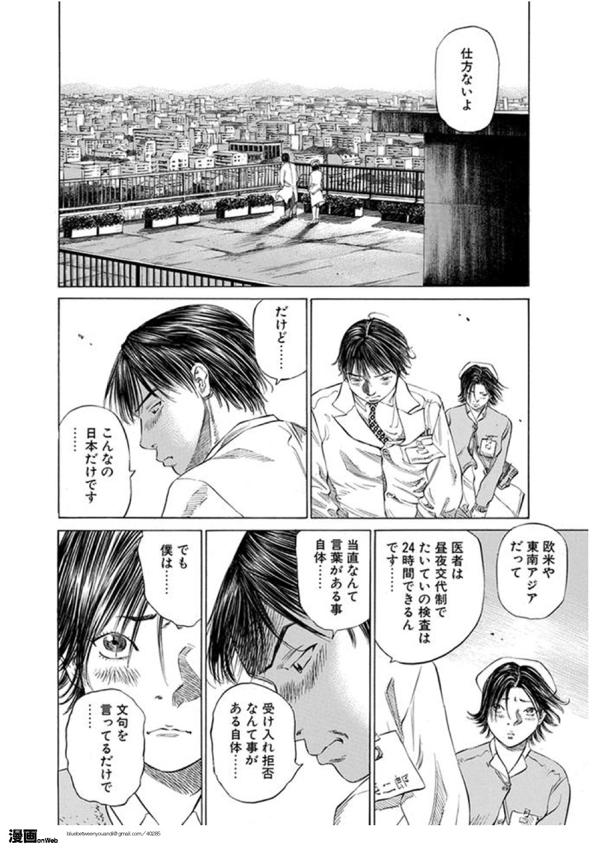 仕方ないよ
だけど……
こんなの
日本だけです
……
欧米や
東南アジア
だって
医者は
昼夜交代制で
たいていの検査は
24時間できるん
です……
当直なんて
言葉がある事
自体……
受け入れ拒否
なんて事が
ある自体……
でも
僕は……
文句を
言ってるだけで
漫画onWeb
bluebetweenyouandi@gmail.com/40285